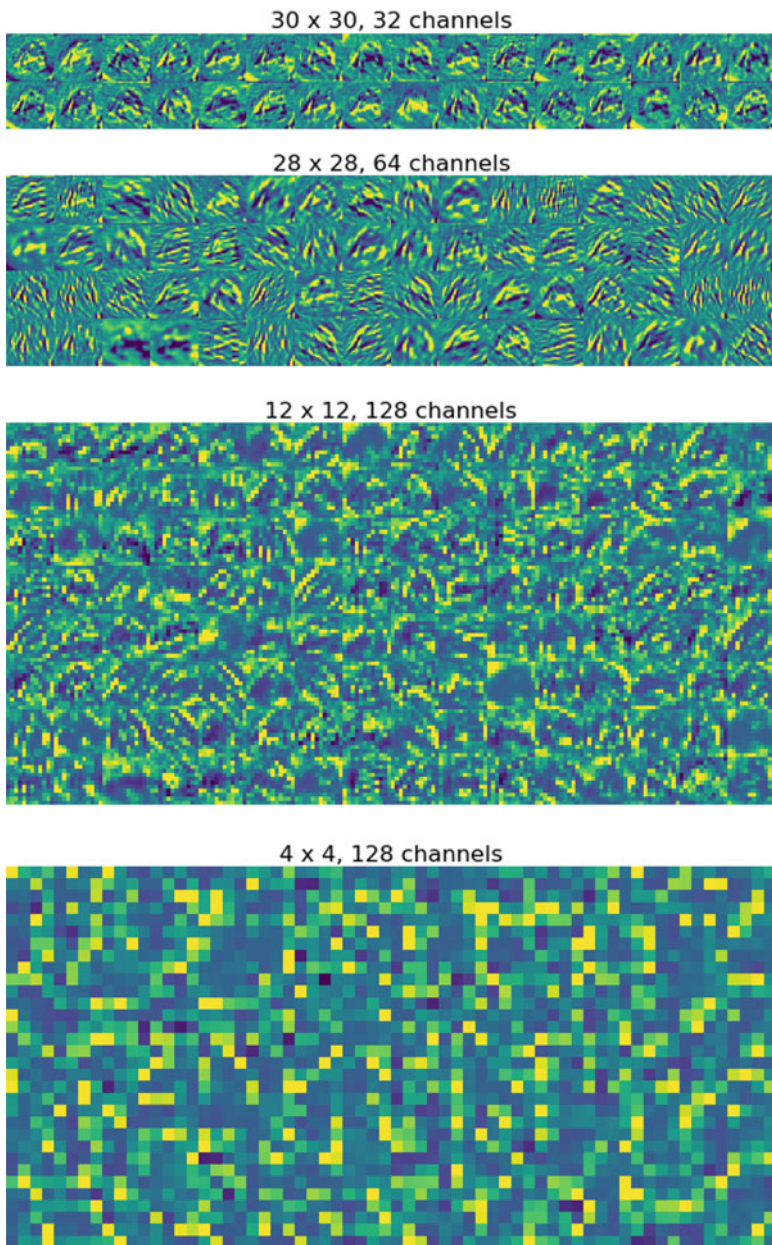 30 x 30, 32 channels
28 x 28, 64 channels
12 x 12, 128 channels
4 x 4, 128 channels